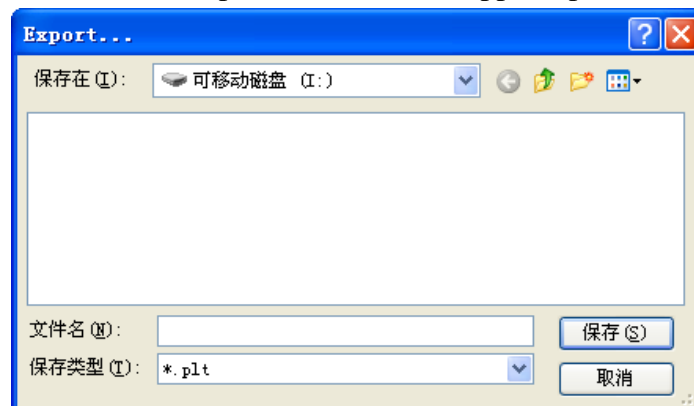 Export...
保存在(I): 可移动磁盘 (I:)
文件名(N): 保存(S)
保存类型(T): *.plt 取消